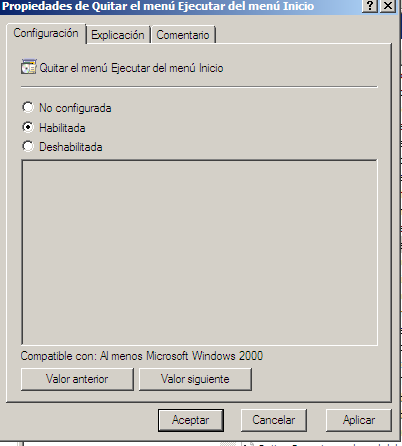 Propiedades de Quitar el menú Ejecutar del menú Inicio
Configuración Explicación Comentario
Quitar el menú Ejecutar del menú Inicio
No configurada
Habilitada
Deshabilitada
Compatible con: Al menos Microsoft Windows 2000
Valor anterior Valor siguiente
Aceptar Cancelar Aplicar